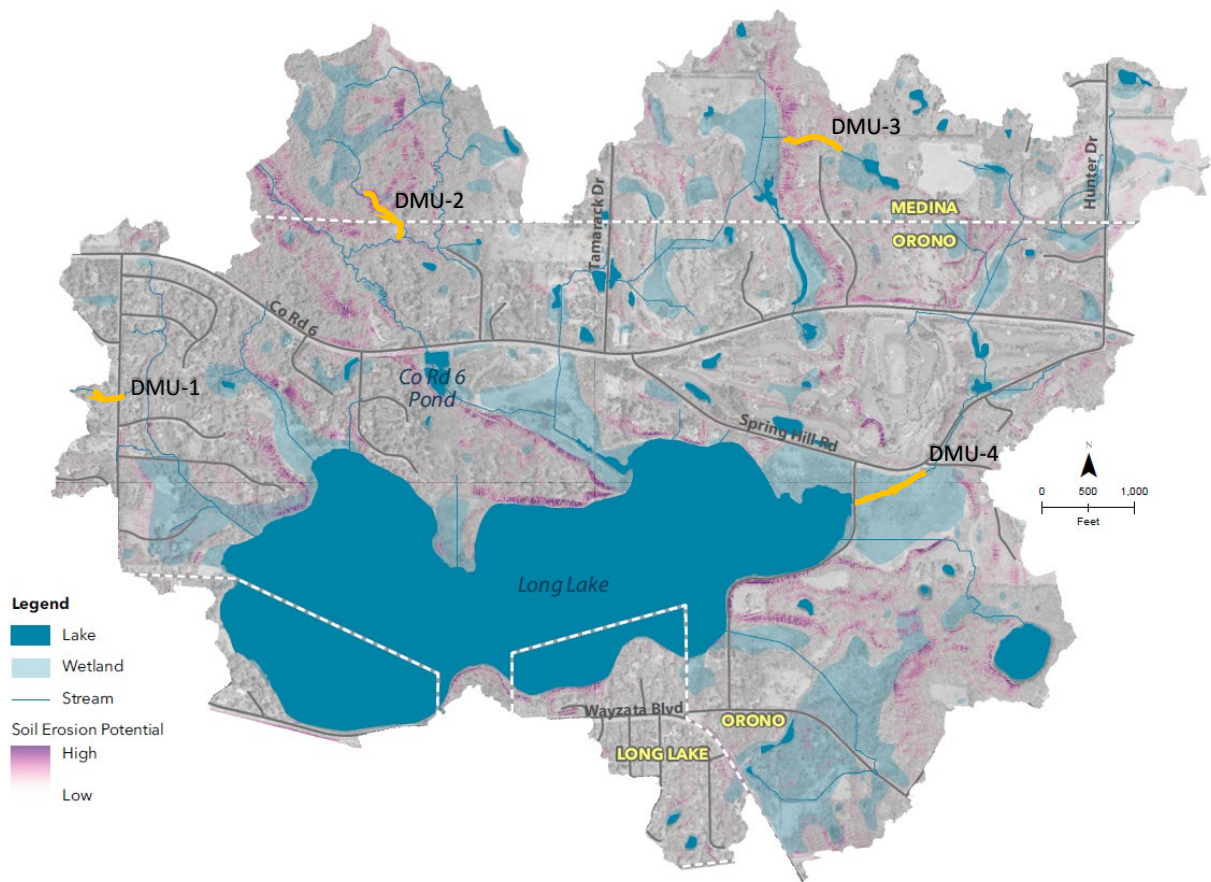 DMU-3
Hunter Dr
DMU-2
Tamarack Dr
MEDINA
ORONO
Co Rd 6
DMU-1
Co Rd 6
Pond
Spring Hill Rd
DMU-4
N
0 500 1,000
Feet
Long Lake
Legend
Lake
Wetland
Stream
Soil Erosion Potential
High
Low
Wayzata Blvd
ORONO
LONG LAKE